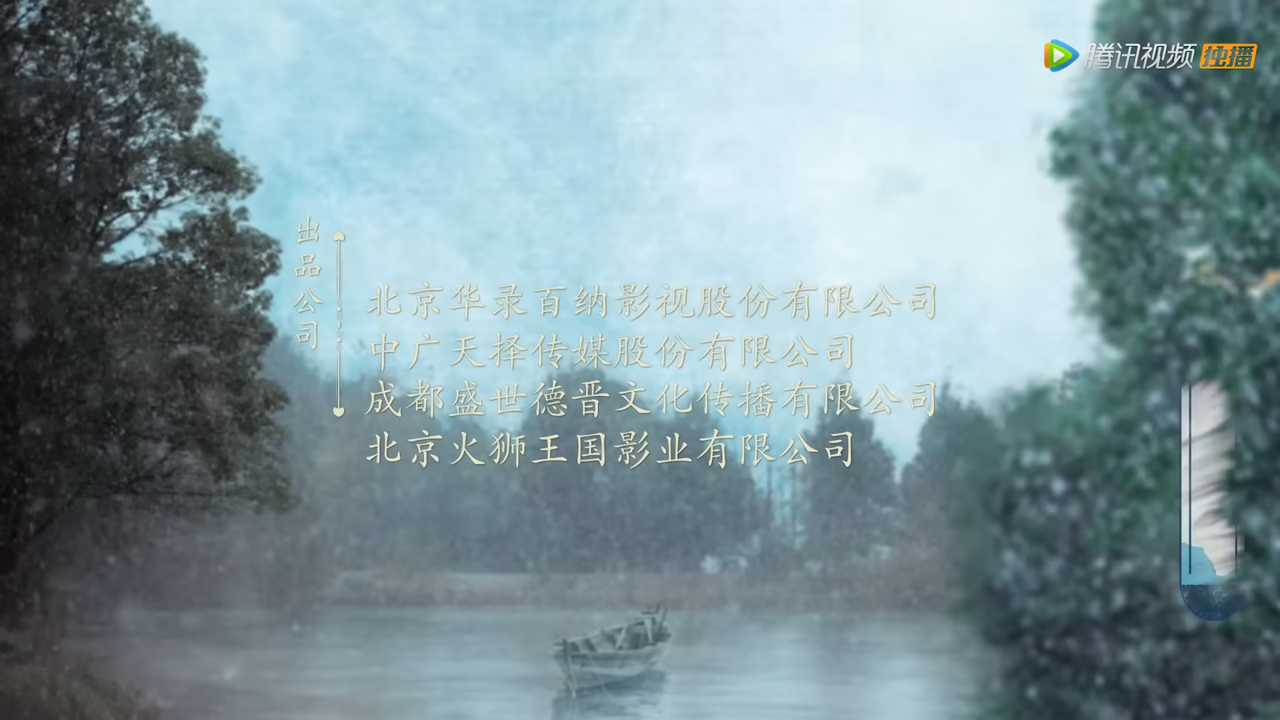 腾讯视频 独播
出品公司
北京华录百纳影视股份有限公司
中广天择传媒股份有限公司
成都盛世德晋文化传播有限公司
北京火狮王国影业有限公司